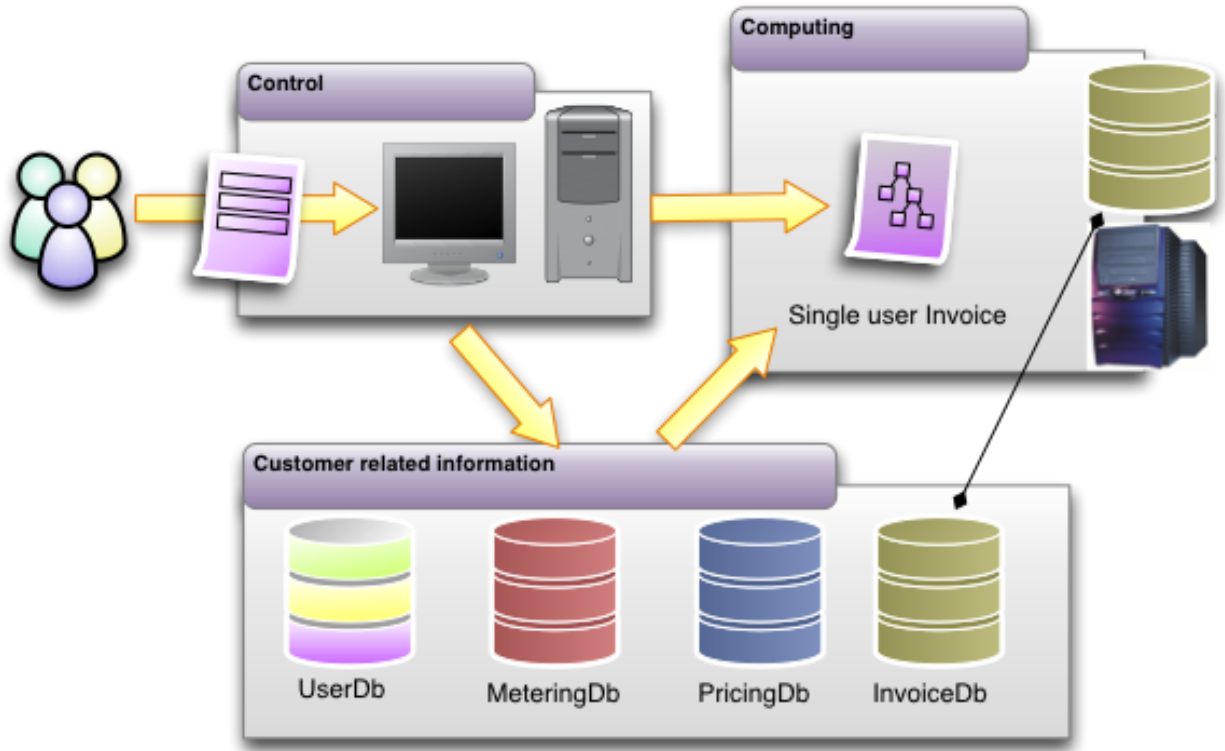 Computing
Control
Single user Invoice
Customer related information
UserDb
MeteringDb
PricingDb
InvoiceDb